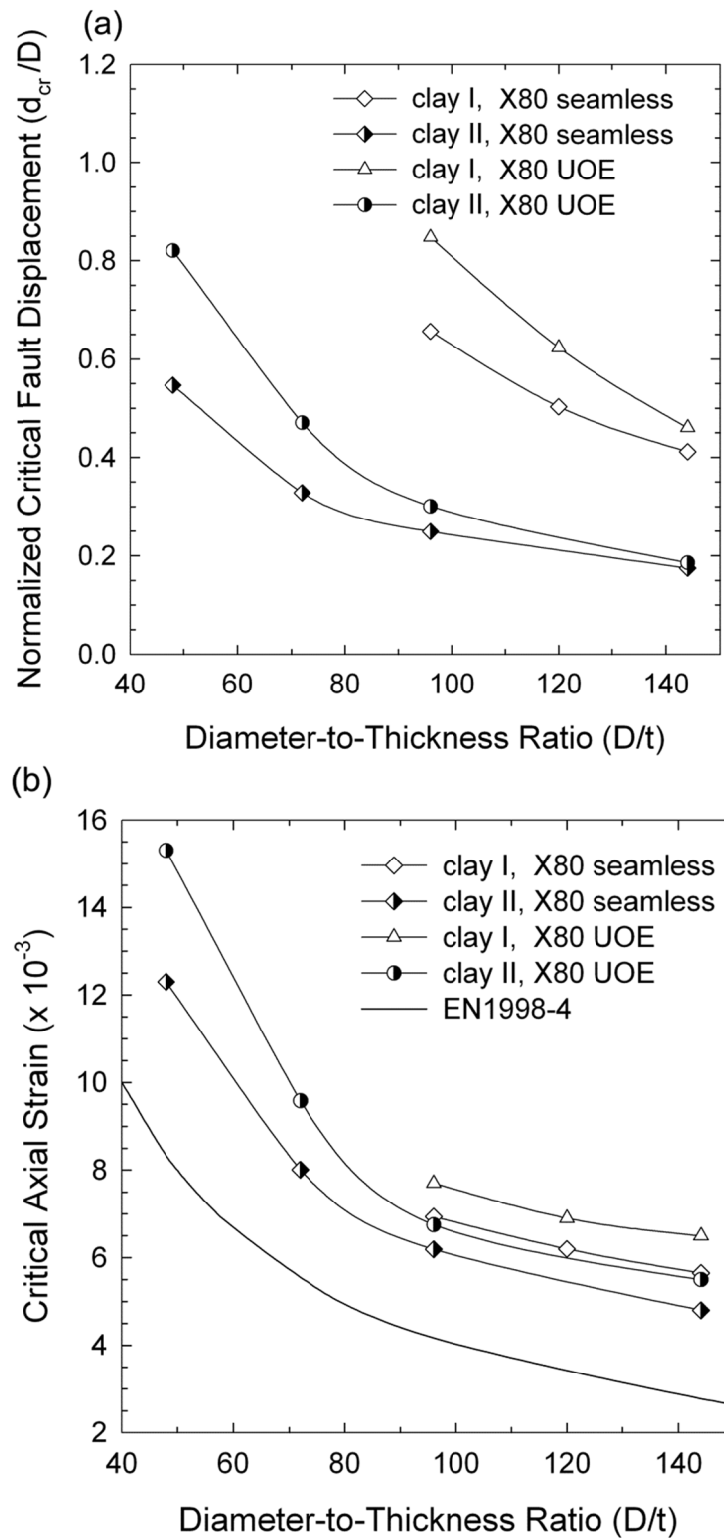 (a)
Normalized Critical Fault Displacement (d_cr /D)
1.2
1.0
0.8
0.6
0.4
0.2
0.0
clay I, X80 seamless
clay II, X80 seamless
clay I, X80 UOE
clay II, X80 UOE
40 60 80 100 120 140
Diameter-to-Thickness Ratio (D/t)
(b)
Critical Axial Strain (x 10⁻³)
16
14
12
10
8
6
4
2
clay I, X80 seamless
clay II, X80 seamless
clay I, X80 UOE
clay II, X80 UOE
EN1998-4
40 60 80 100 120 140
Diameter-to-Thickness Ratio (D/t)